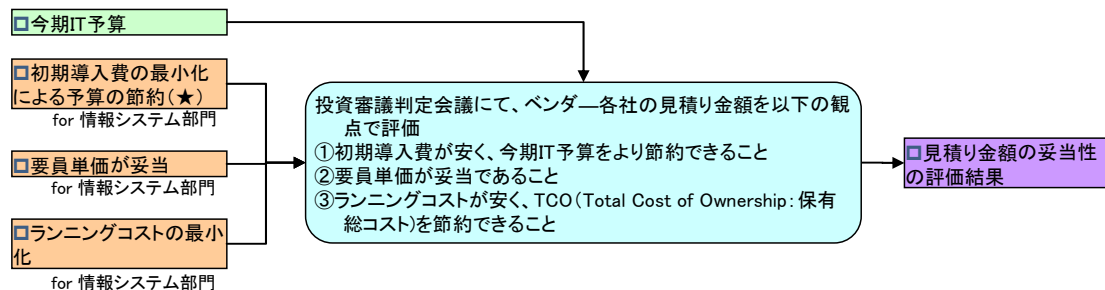 今期IT予算
初期導入費の最小化
による予算の節約(★)
for 情報システム部門
要員単価が妥当
for 情報システム部門
ランニングコストの最小
化
for 情報システム部門
投資審議判定会議にて、ベンダ―各社の見積り金額を以下の観
点で評価
①初期導入費が安く、今期IT予算をより節約できること
②要員単価が妥当であること
③ランニングコストが安く、TCO(Total Cost of Ownership:保有
総コスト)を節約できること
見積り金額の妥当性
の評価結果